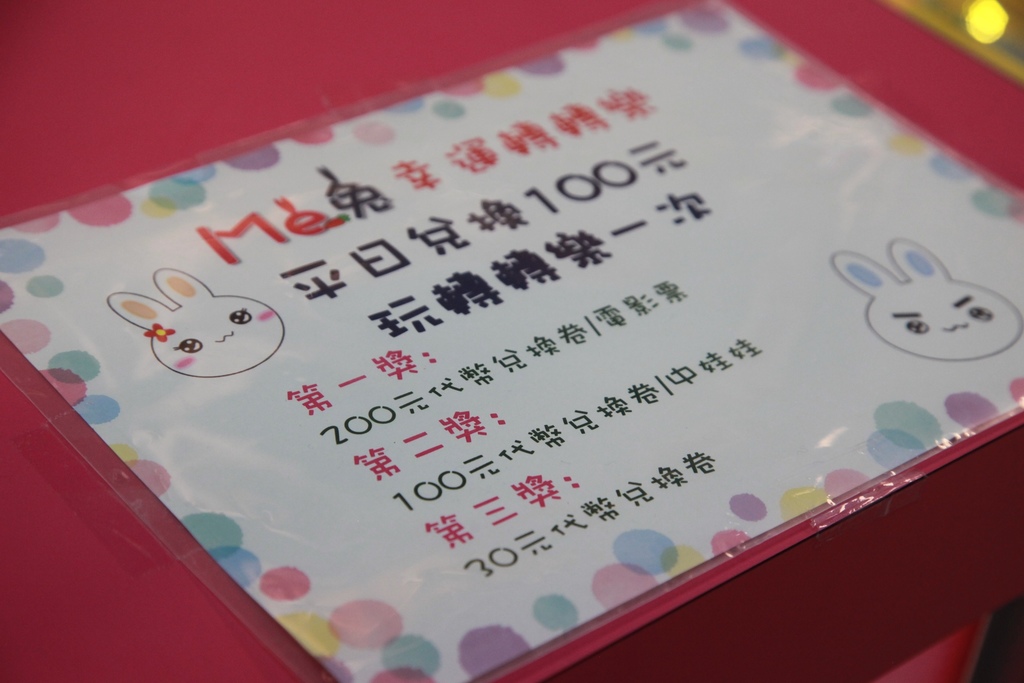 Me兔 幸運轉轉樂
平日兌換100元
玩轉轉樂一次
第一獎:
200元代幣兌換卷/電影票
第二獎:
100元代幣兌換卷/中娃娃
第三獎:
30元代幣兌換卷